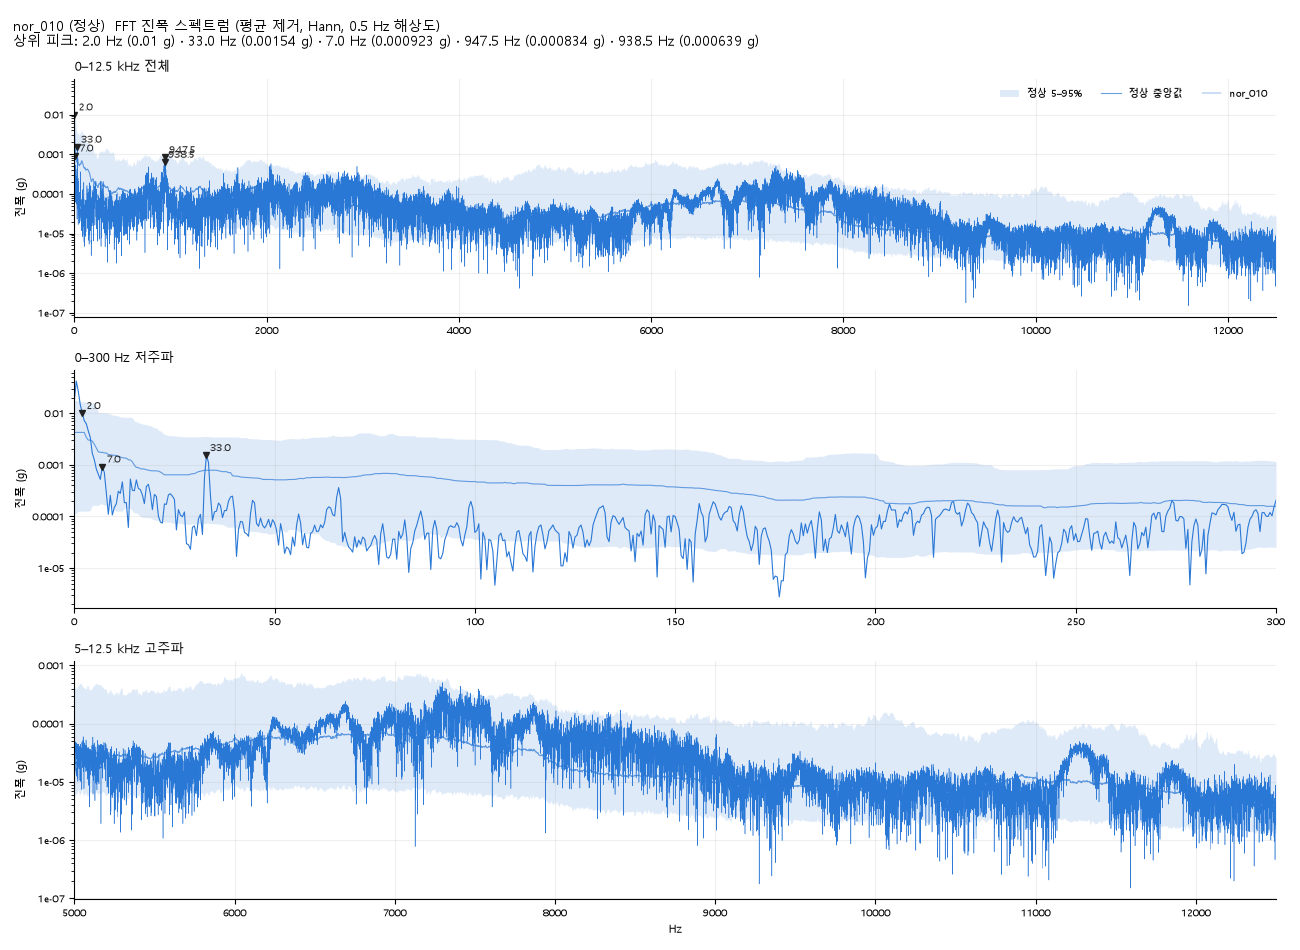 nor_010 (정상)  FFT 진폭 스펙트럼 (평균 제거, Hann, 0.5 Hz 해상도)
상위 피크: 2.0 Hz (0.01 g) · 33.0 Hz (0.00154 g) · 7.0 Hz (0.000923 g) · 947.5 Hz (0.000834 g) · 938.5 Hz (0.000639 g)
0–12.5 kHz 전체
정상 5–95% 정상 중앙값 nor_010
진폭 (g)
0.01
0.001
0.0001
1e-05
1e-06
1e-07
2.0
33.0
7.0
947.5
938.5
0 2000 4000 6000 8000 10000 12000
0–300 Hz 저주파
진폭 (g)
0.01
0.001
0.0001
1e-05
2.0
7.0
33.0
0 50 100 150 200 250 300
5–12.5 kHz 고주파
진폭 (g)
0.001
0.0001
1e-05
1e-06
1e-07
5000 6000 7000 8000 9000 10000 11000 12000
Hz